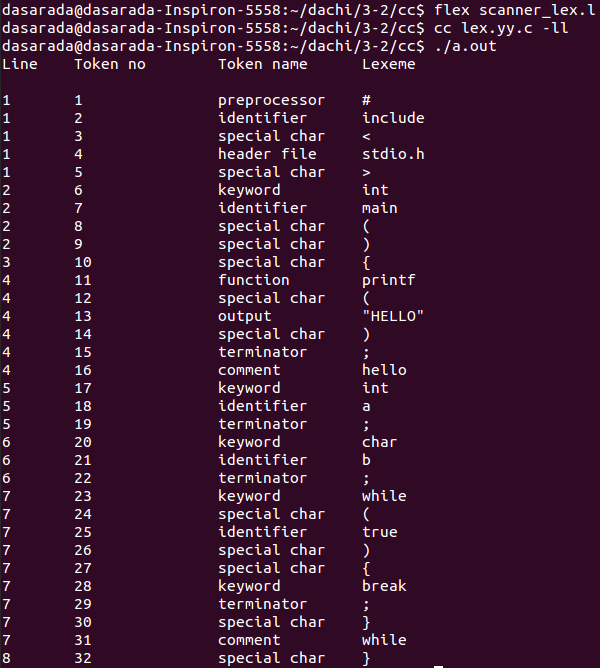 dasarada@dasarada-Inspiron-5558:~/dachi/3-2/cc$ flex scanner_lex.l
dasarada@dasarada-Inspiron-5558:~/dachi/3-2/cc$ cc lex.yy.c -ll
dasarada@dasarada-Inspiron-5558:~/dachi/3-2/cc$ ./a.out
Line Token no Token name Lexeme
1 1 preprocessor #
1 2 identifier include
1 3 special char <
1 4 header file stdio.h
1 5 special char >
2 6 keyword int
2 7 identifier main
2 8 special char (
2 9 special char )
3 10 special char {
4 11 function printf
4 12 special char (
4 13 output "HELLO"
4 14 special char )
4 15 terminator ;
4 16 comment hello
5 17 keyword int
5 18 identifier a
5 19 terminator ;
6 20 keyword char
6 21 identifier b
6 22 terminator ;
7 23 keyword while
7 24 special char (
7 25 identifier true
7 26 special char )
7 27 special char {
7 28 keyword break
7 29 terminator ;
7 30 special char }
7 31 comment while
8 32 special char }